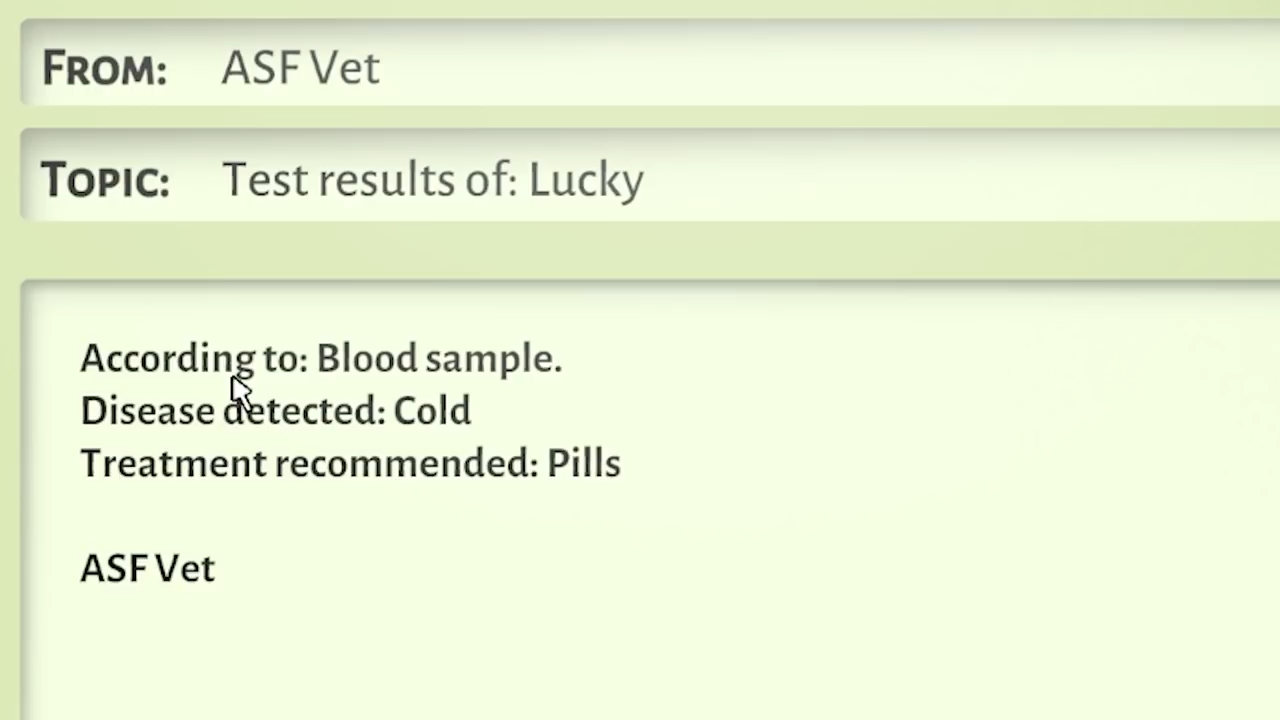 From: ASF Vet
Topic: Test results of: Lucky
According to: Blood sample.
Disease detected: Cold
Treatment recommended: Pills
ASF Vet